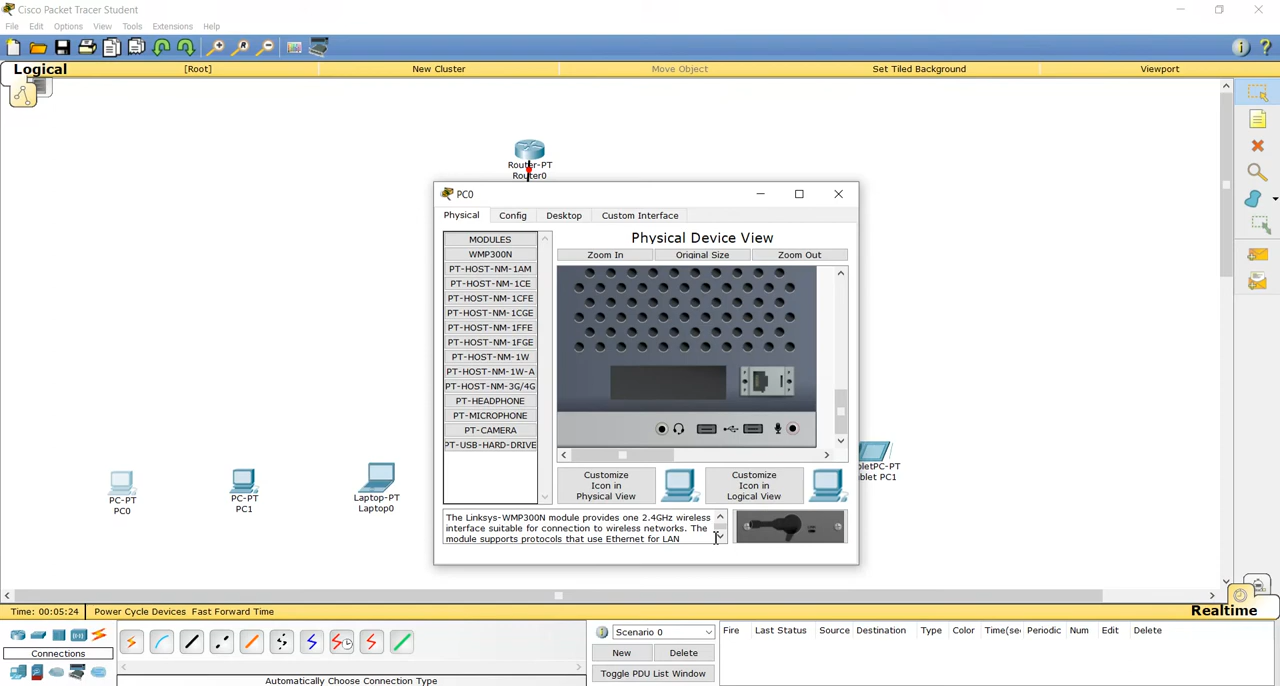 Cisco Packet Tracer Student
File Edit Options View Tools Extensions Help
Logical [Root] New Cluster Move Object Set Tiled Background Viewport
Router-PT
Router0
PC0
Physical Config Desktop Custom Interface
MODULES
WMP300N
PT-HOST-NM-1AM
PT-HOST-NM-1CE
PT-HOST-NM-1CFE
PT-HOST-NM-1CGE
PT-HOST-NM-1FFE
PT-HOST-NM-1FGE
PT-HOST-NM-1W
PT-HOST-NM-1W-A
PT-HOST-NM-3G/4G
PT-HEADPHONE
PT-MICROPHONE
PT-CAMERA
PT-USB-HARD-DRIVE
Physical Device View
Zoom In Original Size Zoom Out
Customize
Icon in
Physical View
Customize
Icon in
Logical View
The Linksys-WMP300N module provides one 2.4GHz wireless
interface suitable for connection to wireless networks. The
module supports protocols that use Ethernet for LAN
PC-PT
PC0
PC-PT
PC1
Laptop-PT
Laptop0
bletPC-PT
blet PC1
Time: 00:05:24 Power Cycle Devices Fast Forward Time
Realtime
Connections
Automatically Choose Connection Type
Scenario 0
New Delete
Toggle PDU List Window
Fire Last Status Source Destination Type Color Time(se Periodic Num Edit Delete